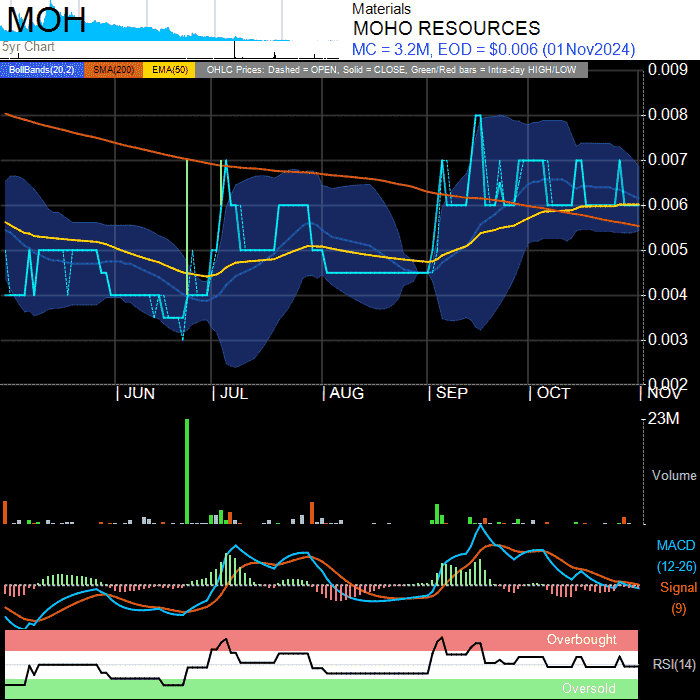 MOH
5yr Chart
Materials
MOHO RESOURCES
MC = 3.2M, EOD = $0.006 (01Nov2024)
BollBands(20,2) SMA(200) EMA(50) OHLC Prices: Dashed = OPEN, Solid = CLOSE, Green/Red bars = Intra-day HIGH/LOW
0.009
0.008
0.007
0.006
0.005
0.004
0.003
0.002
| JUN | JUL | AUG | SEP | OCT | NOV
23M
Volume
MACD
(12-26)
Signal
(9)
Overbought
RSI(14)
Oversold